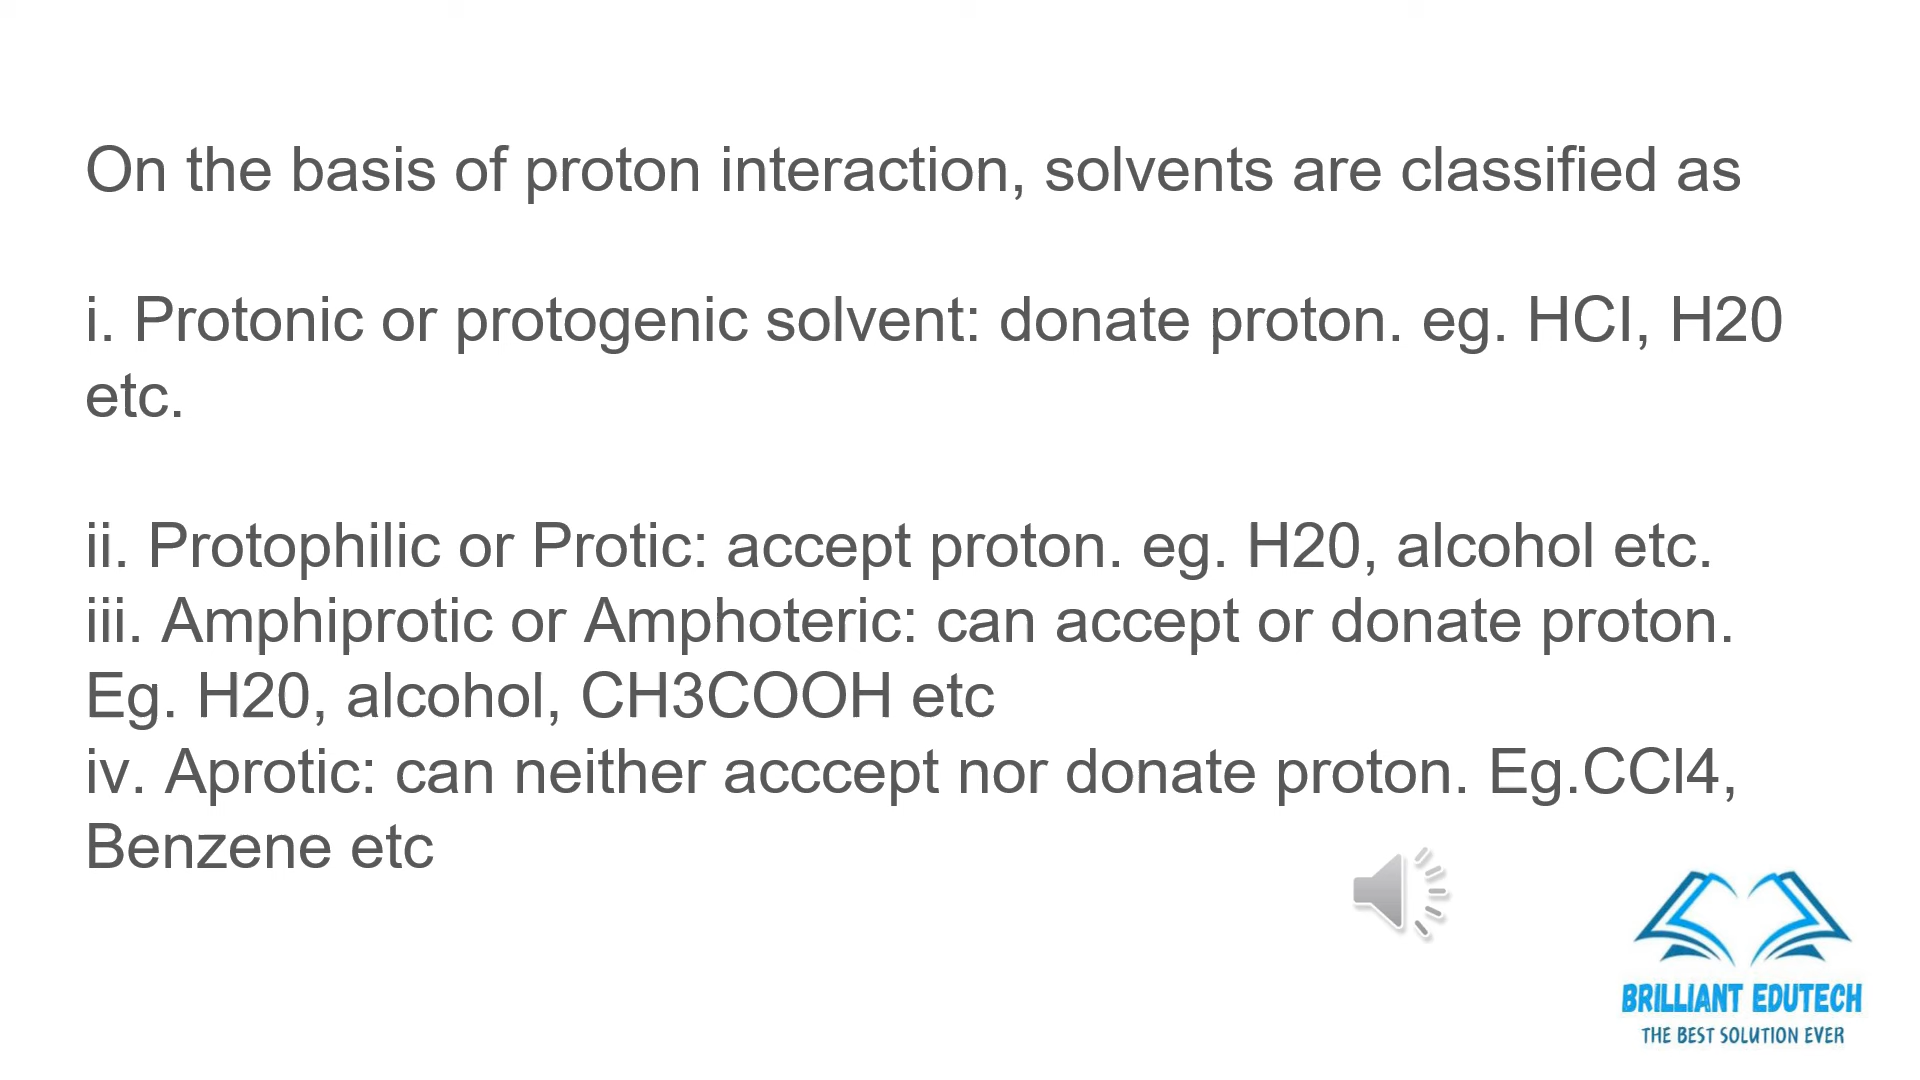 On the basis of proton interaction, solvents are classified as
i. Protonic or protogenic solvent: donate proton. eg. HCl, H20
etc.
ii. Protophilic or Protic: accept proton. eg. H20, alcohol etc.
iii. Amphiprotic or Amphoteric: can accept or donate proton.
Eg. H20, alcohol, CH3COOH etc
iv. Aprotic: can neither acccept nor donate proton. Eg.CCl4,
Benzene etc
BRILLIANT EDUTECH
THE BEST SOLUTION EVER